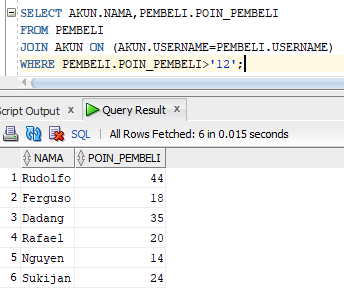 SELECT AKUN.NAMA,PEMBELI.POIN_PEMBELI
FROM PEMBELI
JOIN AKUN ON (AKUN.USERNAME=PEMBELI.USERNAME)
WHERE PEMBELI.POIN_PEMBELI>'12';
Script Output x Query Result x
SQL | All Rows Fetched: 6 in 0.015 seconds
NAMA POIN_PEMBELI
1 Rudolfo 44
2 Ferguso 18
3 Dadang 35
4 Rafael 20
5 Nguyen 14
6 Sukijan 24